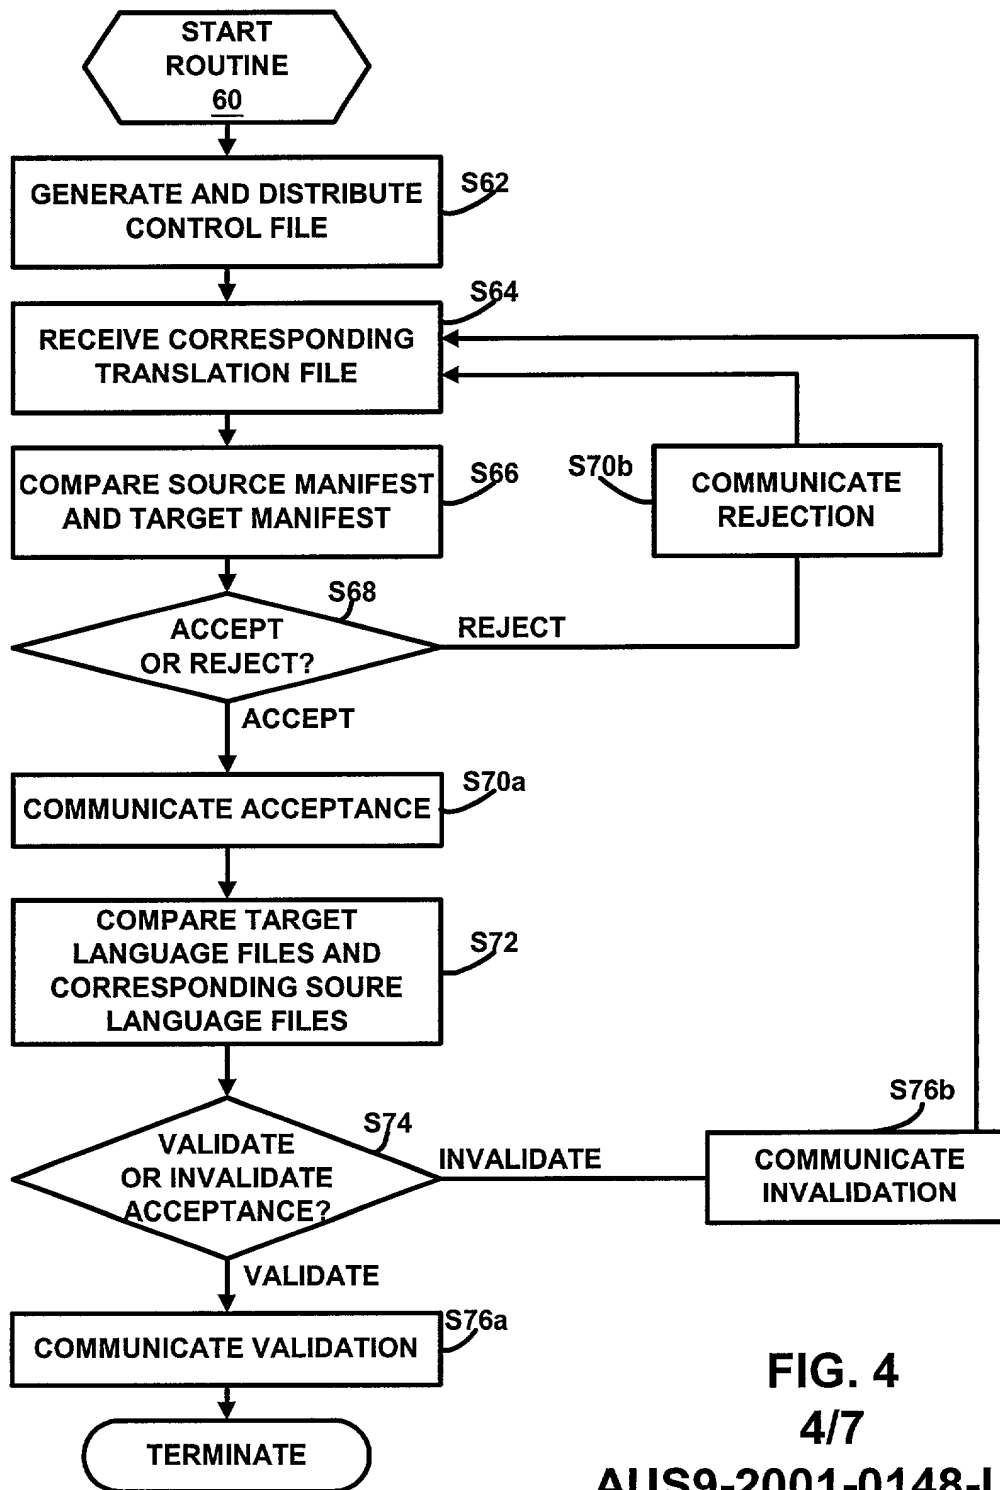 START
ROUTINE
60
GENERATE AND DISTRIBUTE
CONTROL FILE
S62
RECEIVE CORRESPONDING
TRANSLATION FILE
S64
COMPARE SOURCE MANIFEST
AND TARGET MANIFEST
S66
S70b
COMMUNICATE
REJECTION
S68
ACCEPT
OR REJECT?
REJECT
ACCEPT
COMMUNICATE ACCEPTANCE
S70a
COMPARE TARGET
LANGUAGE FILES AND
CORRESPONDING SOURE
LANGUAGE FILES
S72
S74
VALIDATE
OR INVALIDATE
ACCEPTANCE?
INVALIDATE
S76b
COMMUNICATE
INVALIDATION
VALIDATE
COMMUNICATE VALIDATION
S76a
TERMINATE
FIG. 4
4/7
AUS9-2001-0148-